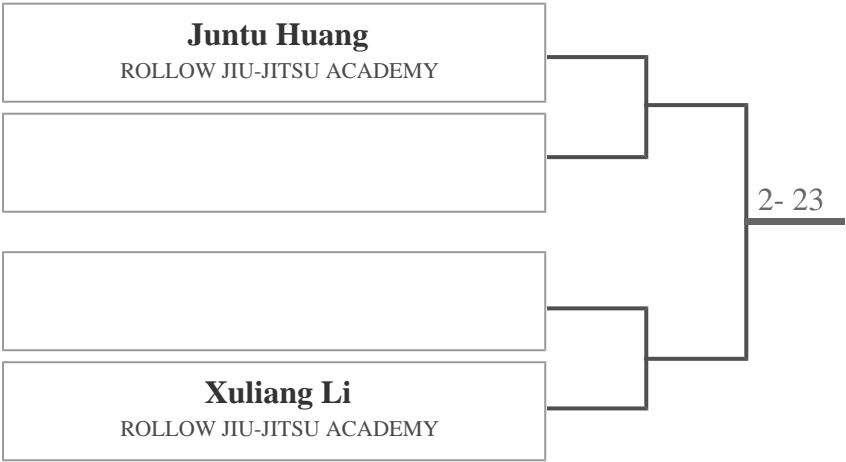 Juntu Huang
ROLLOW JIU-JITSU ACADEMY
2- 23
Xuliang Li
ROLLOW JIU-JITSU ACADEMY